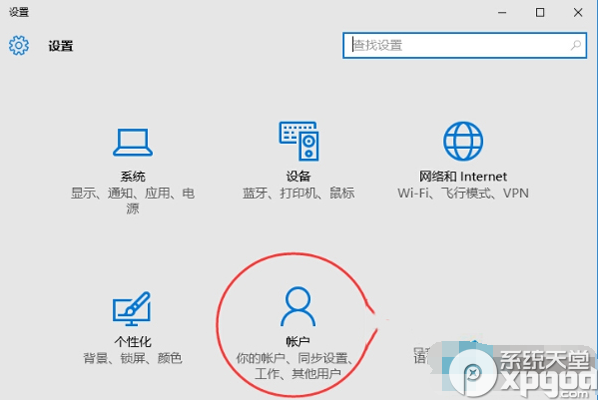 设置
设置
查找设置
系统
显示、通知、应用、电
源
设备
蓝牙、打印机、鼠标
网络和 Internet
Wi-Fi、飞行模式、VPN
个性化
背景、锁屏、颜色
帐户
你的帐户、同步设置、
工作、其他用户
系统天堂
xpgod.com